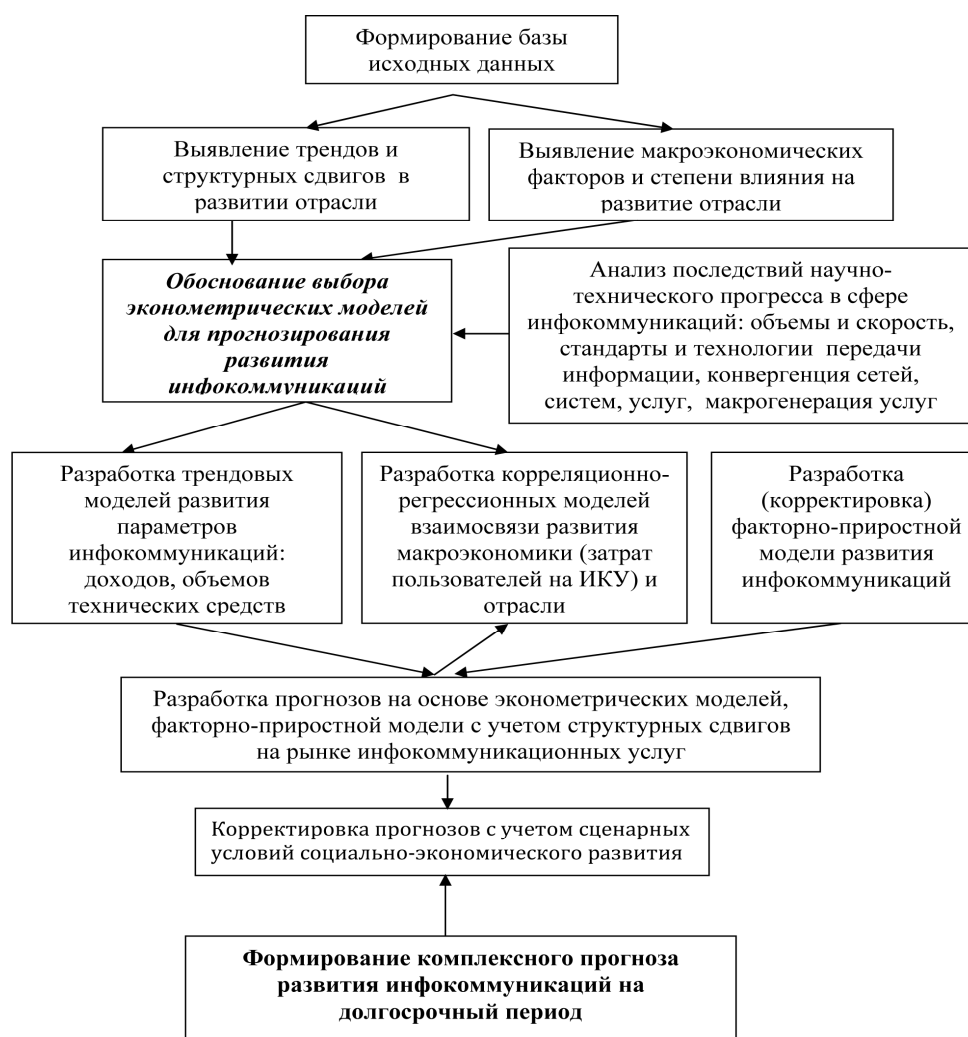 Формирование базы
исходных данных
Выявление трендов и
структурных сдвигов в
развитии отрасли
Выявление макроэкономических
факторов и степени влияния на
развитие отрасли
Обоснование выбора
эконометрических моделей
для прогнозирования
развития
инфокоммуникаций
Анализ последствий научно-
технического прогресса в сфере
инфокоммуникаций: объемы и скорость,
стандарты и технологии передачи
информации, конвергенция сетей,
систем, услуг, макрогенерация услуг
Разработка трендовых
моделей развития
параметров
инфокоммуникаций:
доходов, объемов
технических средств
Разработка корреляционно-
регрессионных моделей
взаимосвязи развития
макроэкономики (затрат
пользователей на ИКУ) и
отрасли
Разработка
(корректировка)
факторно-приростной
модели развития
инфокоммуникаций
Разработка прогнозов на основе эконометрических моделей,
факторно-приростной модели с учетом структурных сдвигов
на рынке инфокоммуникационных услуг
Корректировка прогнозов с учетом сценарных
условий социально-экономического развития
Формирование комплексного прогноза
развития инфокоммуникаций на
долгосрочный период